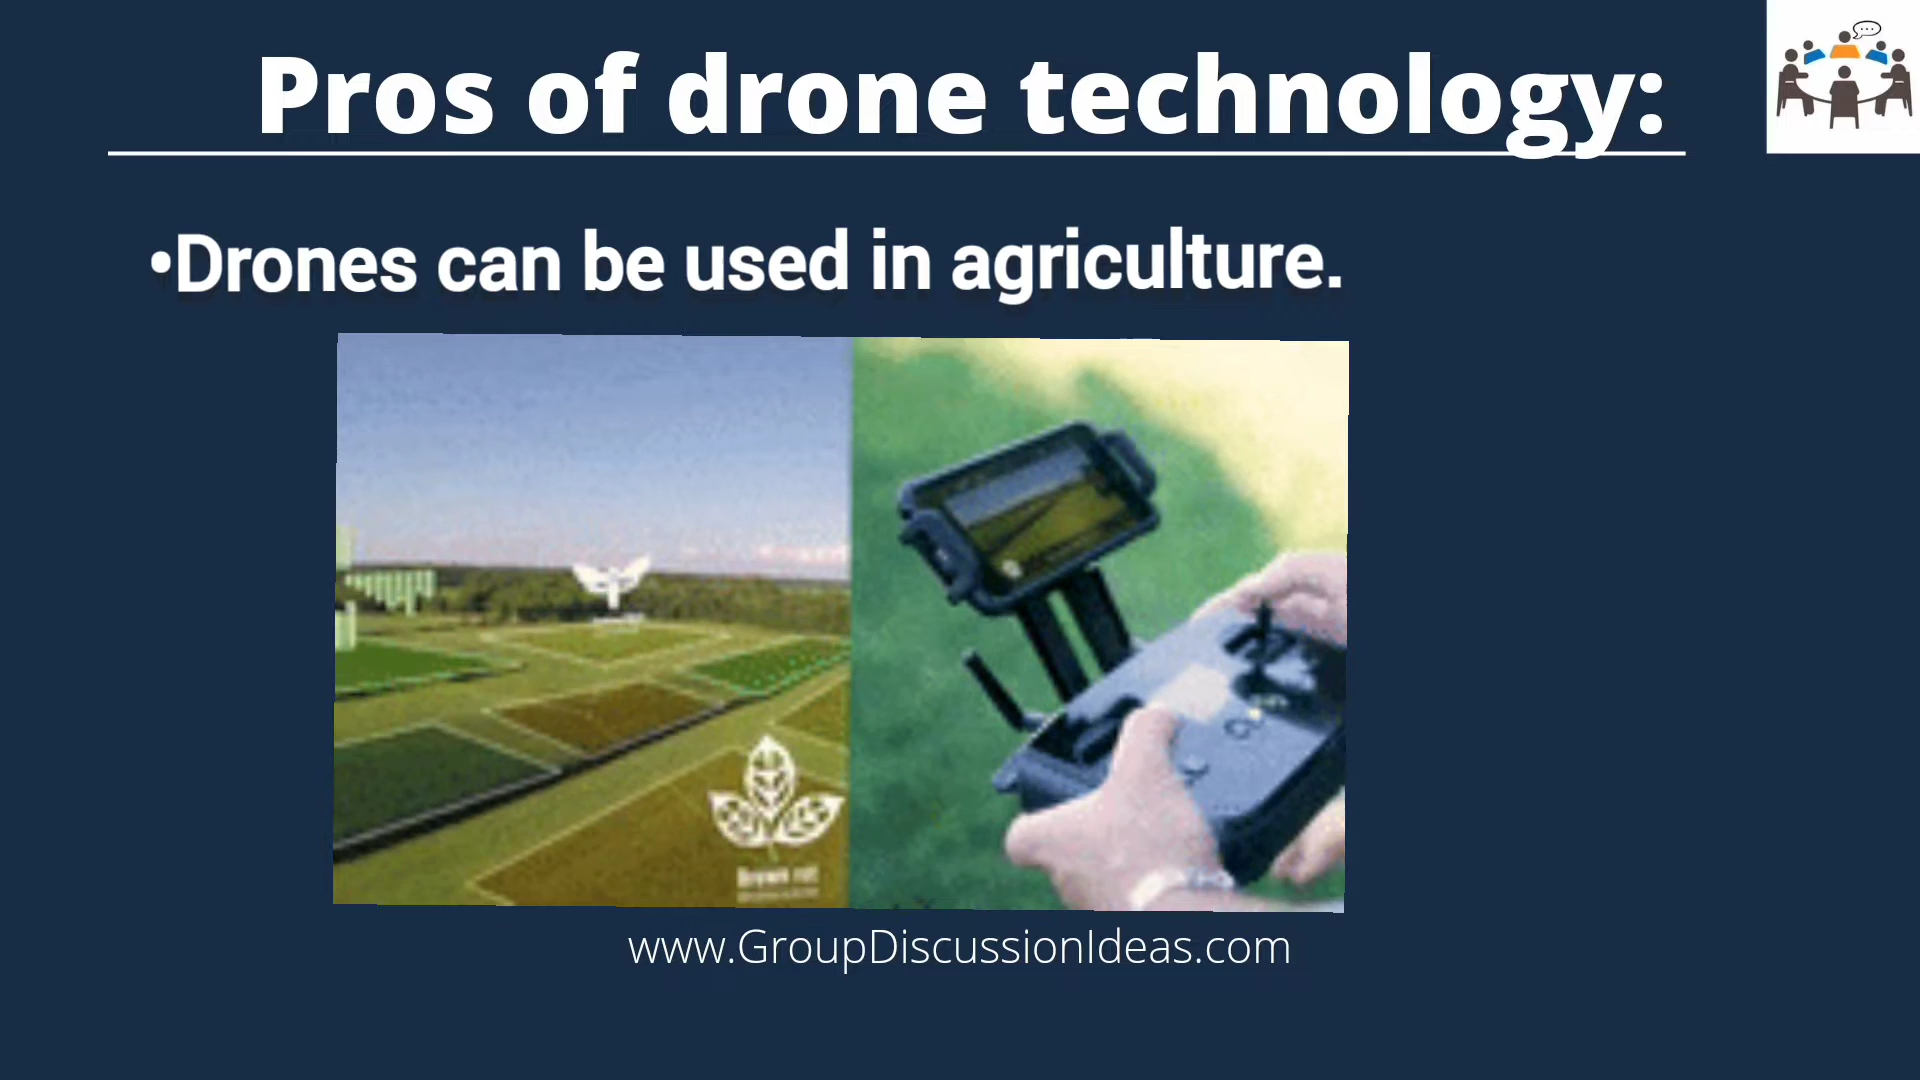 Pros of drone technology:
•Drones can be used in agriculture.
www.GroupDiscussionIdeas.com